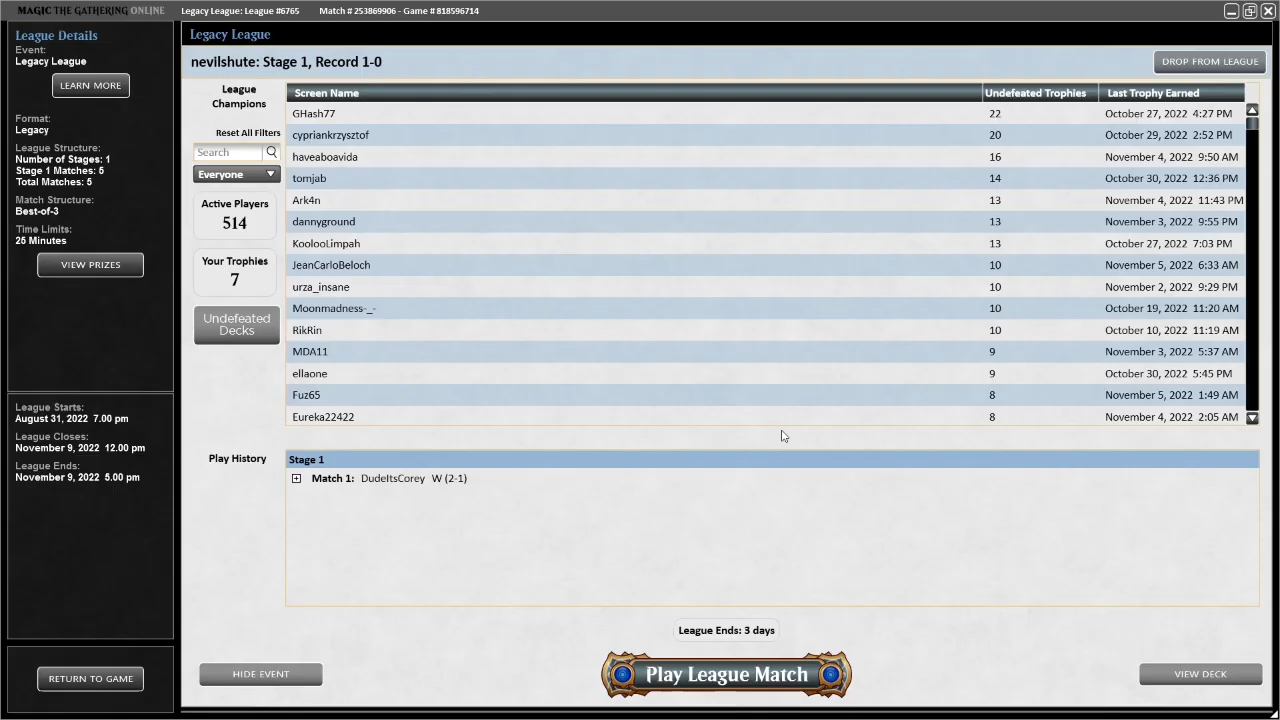 MAGIC THE GATHERING ONLINE
Legacy League: League #6765
Match # 253869906 - Game # 818596714
League Details
Event:
Legacy League
LEARN MORE
Format:
Legacy
League Structure:
Number of Stages: 1
Stage 1 Matches: 5
Total Matches: 5
Match Structure:
Best-of-3
Time Limits:
25 Minutes
VIEW PRIZES
League Starts:
August 31, 2022 7.00 pm
League Closes:
November 9, 2022 12.00 pm
League Ends:
November 9, 2022 5.00 pm
RETURN TO GAME
Legacy League
nevilshute: Stage 1, Record 1-0
DROP FROM LEAGUE
League
Champions
Reset All Filters
Search
Everyone
Active Players
514
Your Trophies
7
Undefeated
Decks
Screen Name Undefeated Trophies Last Trophy Earned
GHash77 22 October 27, 2022 4:27 PM
cypriankrzysztof 20 October 29, 2022 2:52 PM
haveaboavida 16 November 4, 2022 9:50 AM
tomjab 14 October 30, 2022 12:36 PM
Ark4n 13 November 4, 2022 11:43 PM
dannyground 13 November 3, 2022 9:55 PM
KoolooLimpah 13 October 27, 2022 7:03 PM
JeanCarloBeloch 10 November 5, 2022 6:33 AM
urza_insane 10 November 2, 2022 9:29 PM
Moonmadness-_- 10 October 19, 2022 11:20 AM
RikRin 10 October 10, 2022 11:19 AM
MDA11 9 November 3, 2022 5:37 AM
ellaone 9 October 30, 2022 5:45 PM
Fuz65 8 November 5, 2022 1:49 AM
Eureka22422 8 November 4, 2022 2:05 AM
Play History
Stage 1
Match 1: DudeItsCorey W (2-1)
League Ends: 3 days
HIDE EVENT
Play League Match
VIEW DECK